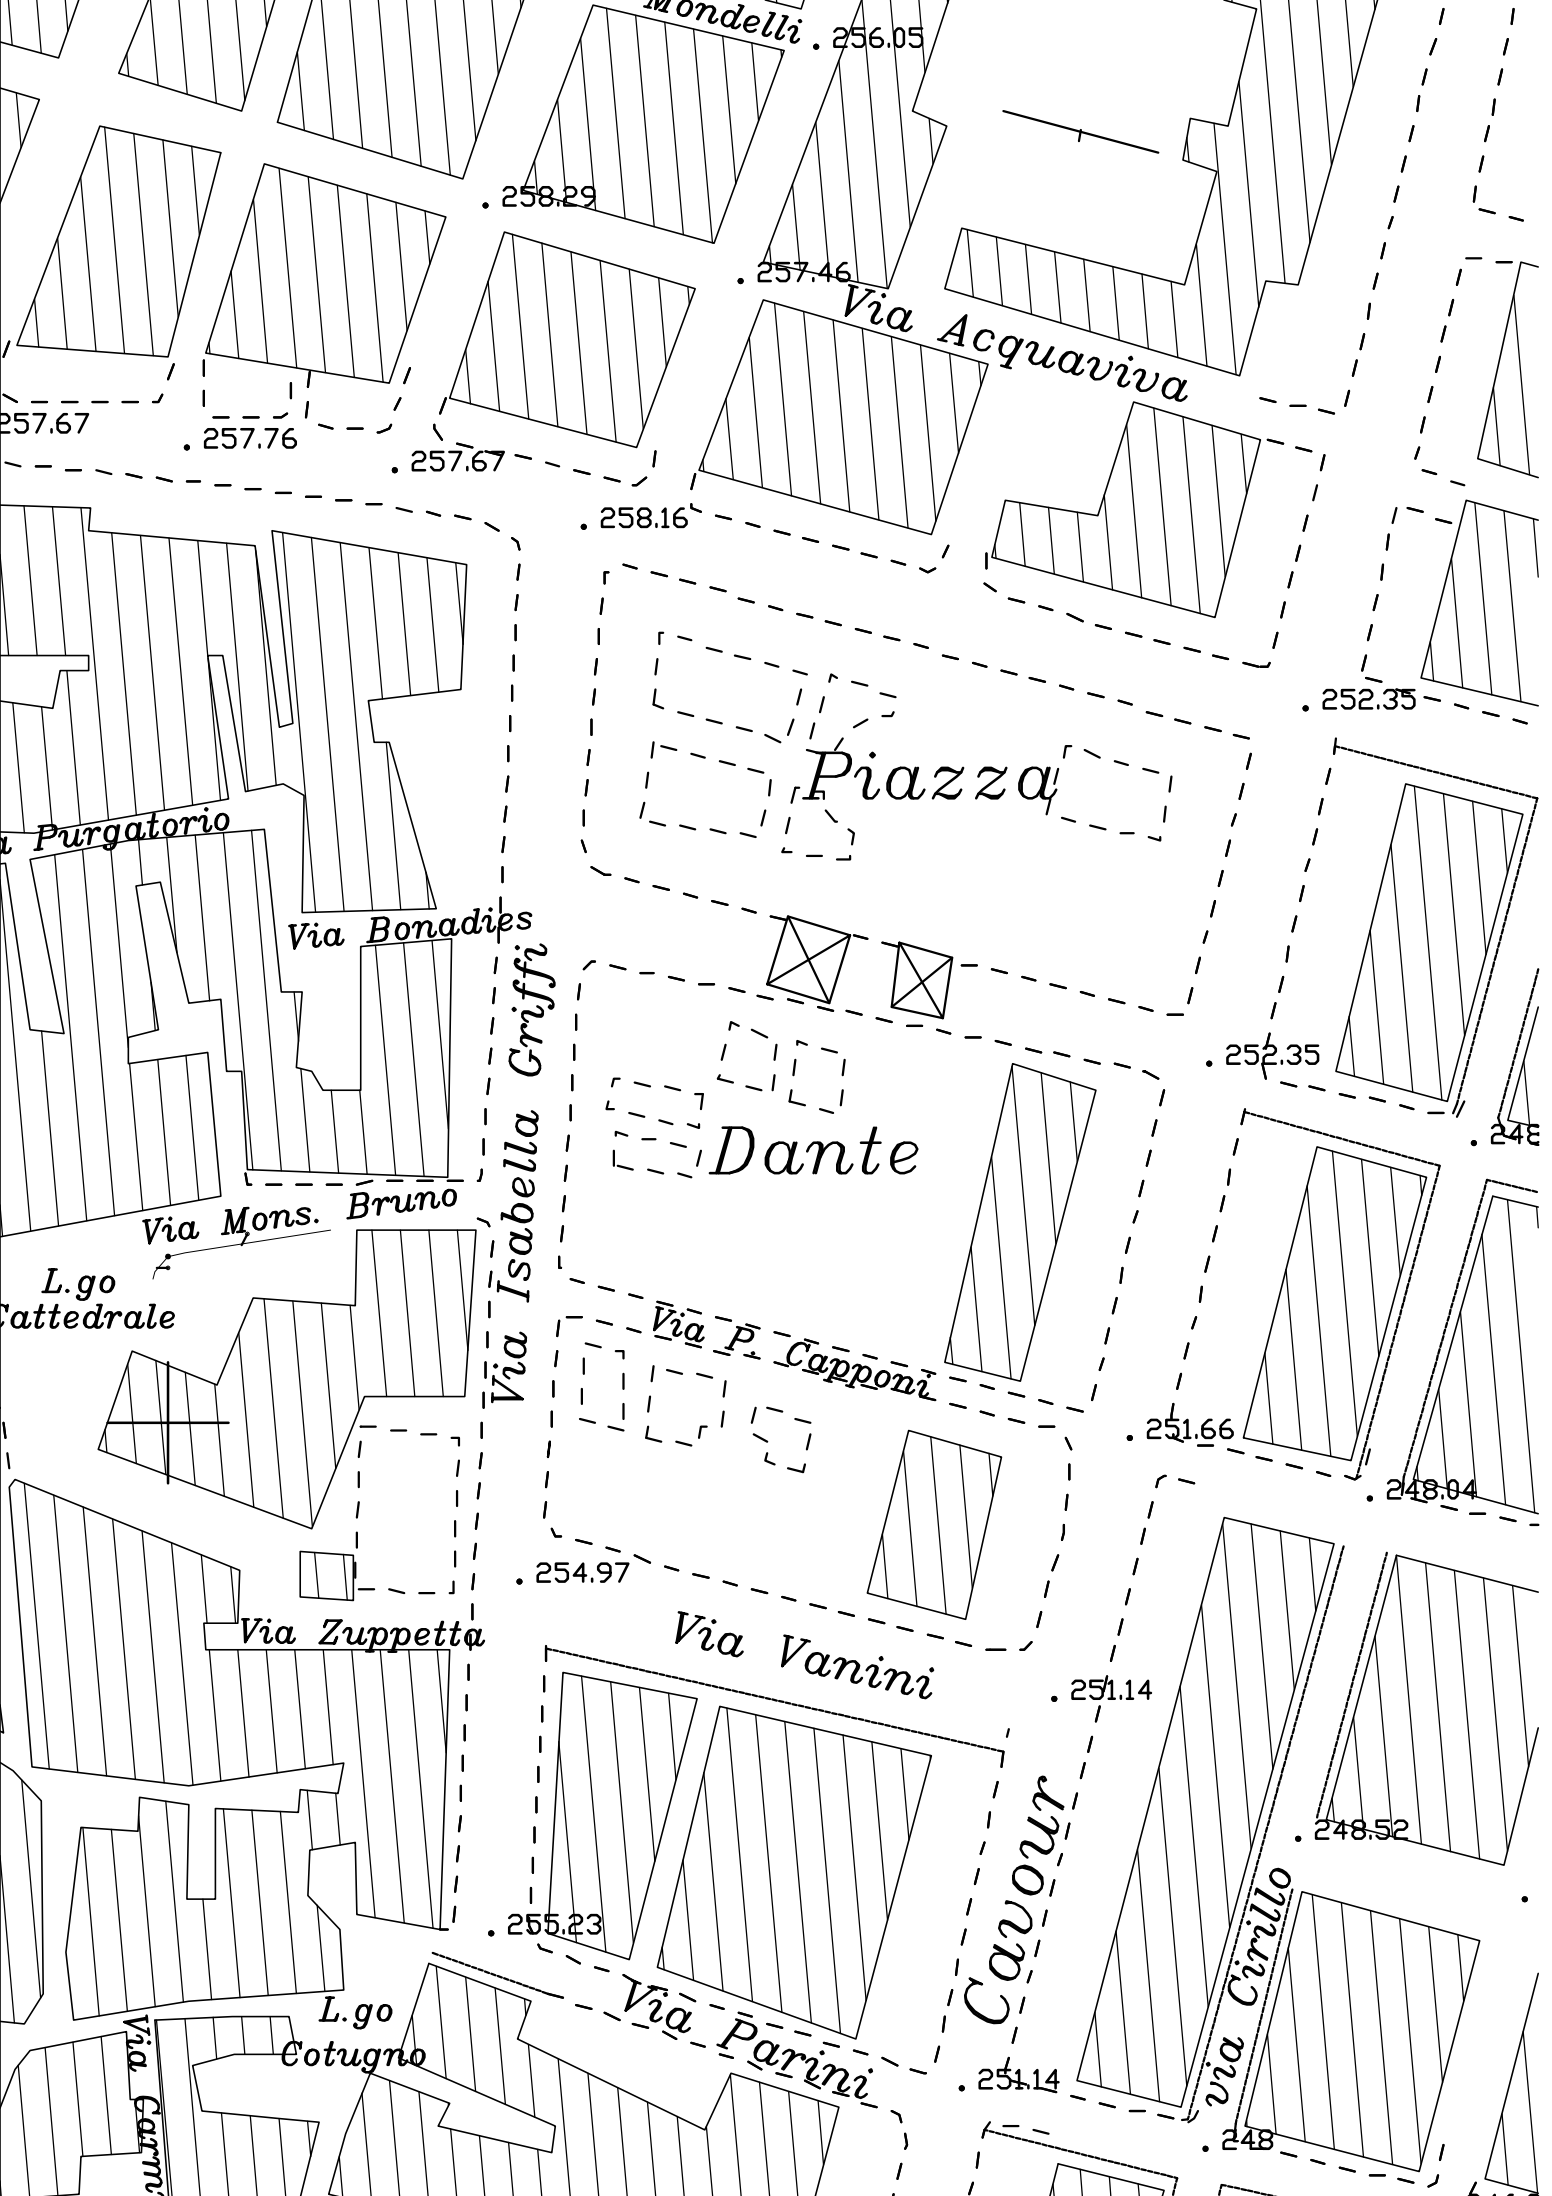 Mondelli
256.05
258.29
257.46
Via Acquaviva
257.67
257.76
257.67
258.16
252.35
Piazza
Purgatorio
Via Bonadies
Via Isabella Griffi
252.35
248
Dante
Via Mons. Bruno
L.go
Cattedrale
Via P. Capponi
251.66
248.04
254.97
Via Zuppetta
Via Vanini
251.14
Cavour
248.52
via Cirillo
255.23
L.go
Cotugno
Via Parini
Via Carm
251.14
248